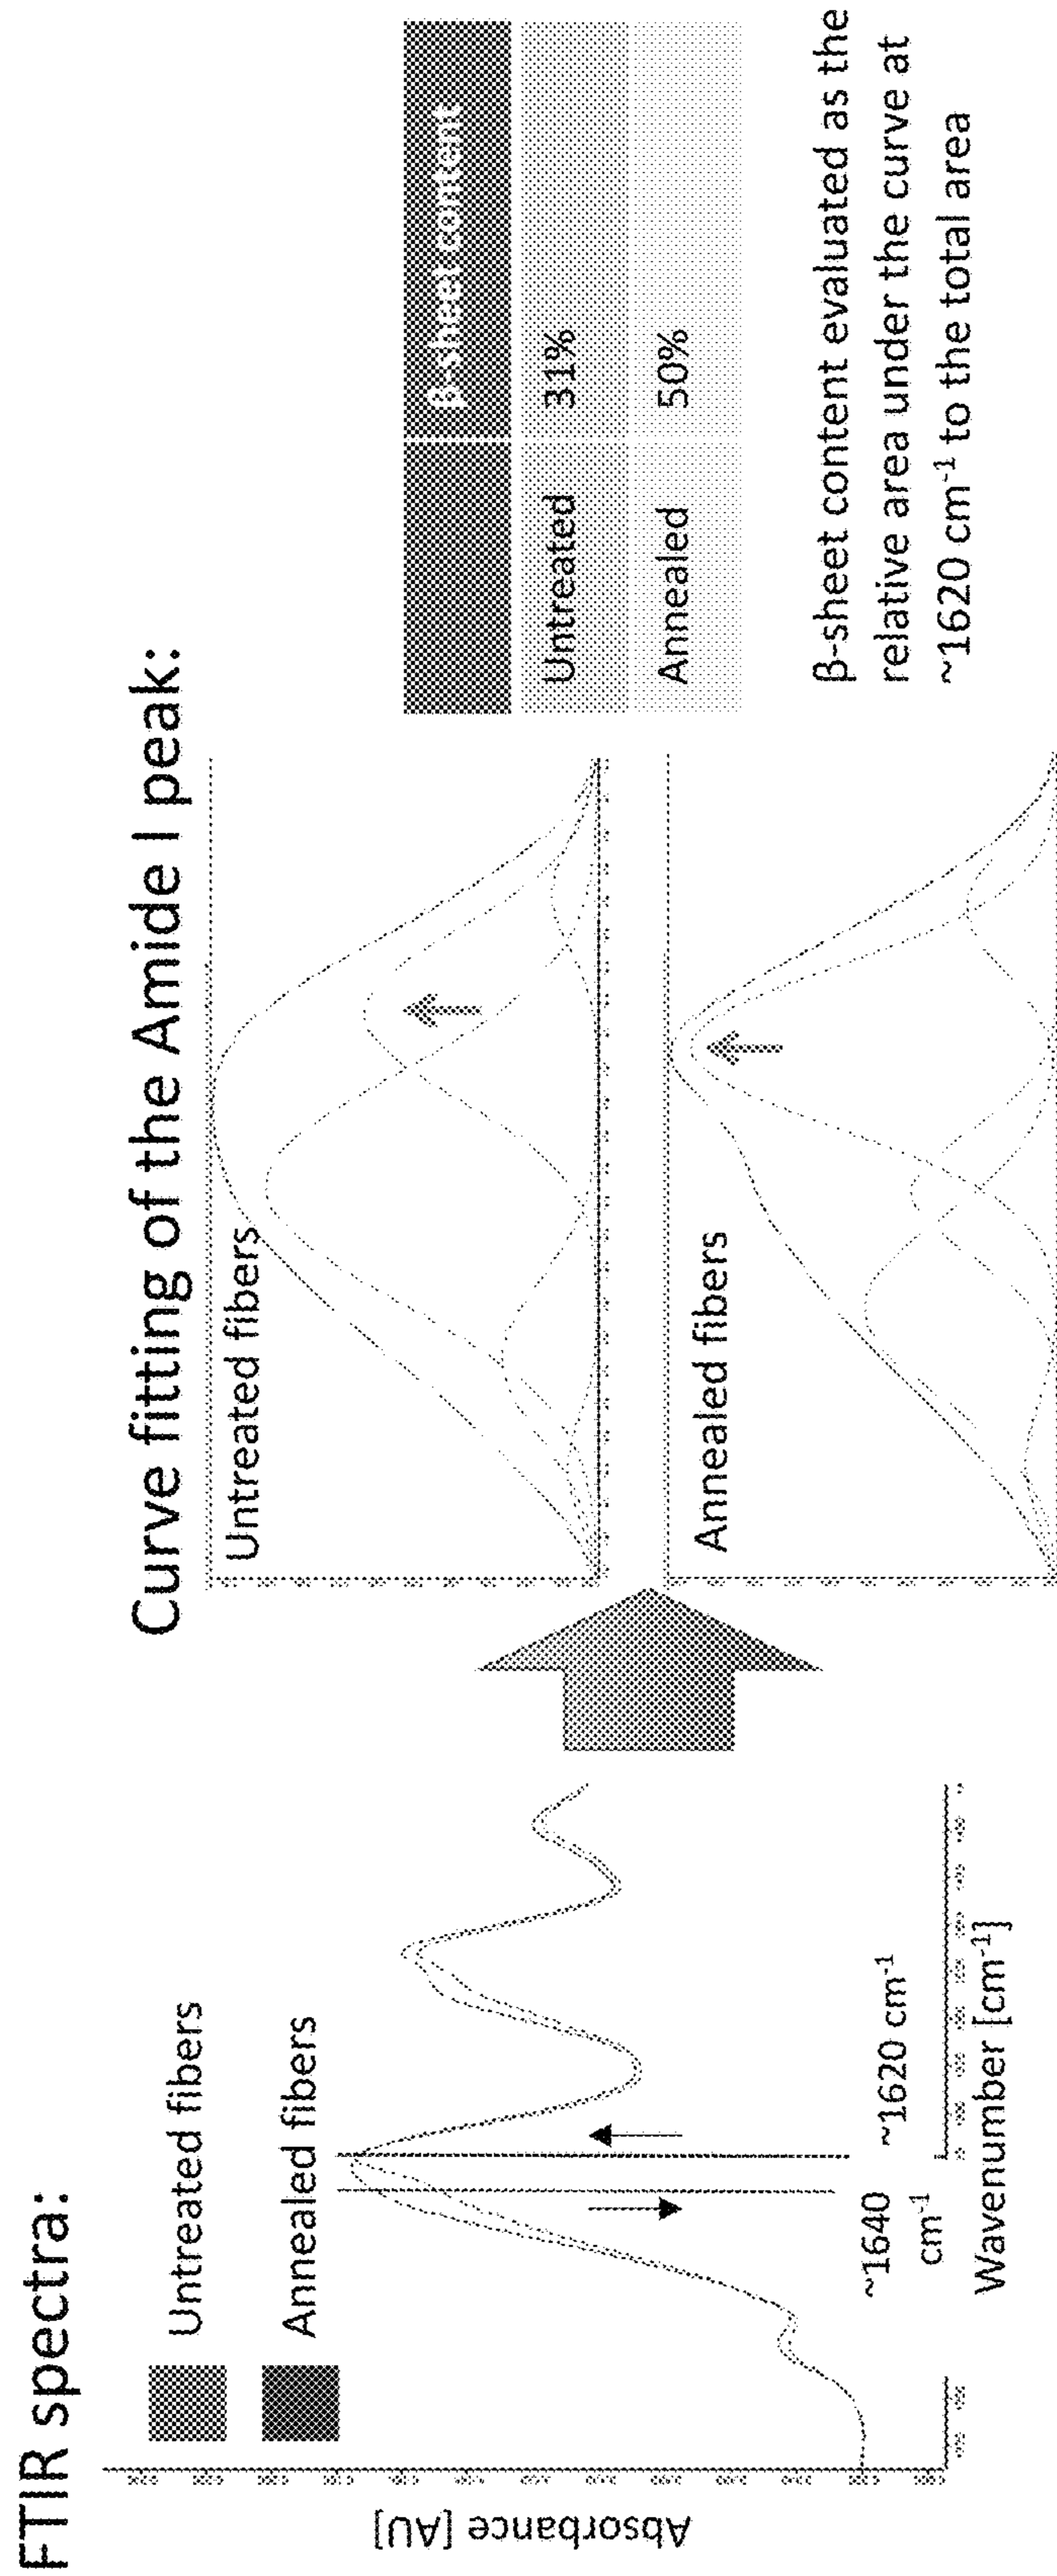 FTIR spectra:
Untreated fibers
Annealed fibers
Absorbance [AU]
~1640
cm⁻¹
~1620 cm⁻¹
Wavenumber [cm⁻¹]
Curve fitting of the Amide I peak:
Untreated fibers
Annealed fibers
β-sheet content
Untreated 31%
Annealed 50%
β-sheet content evaluated as the
relative area under the curve at
~1620 cm⁻¹ to the total area